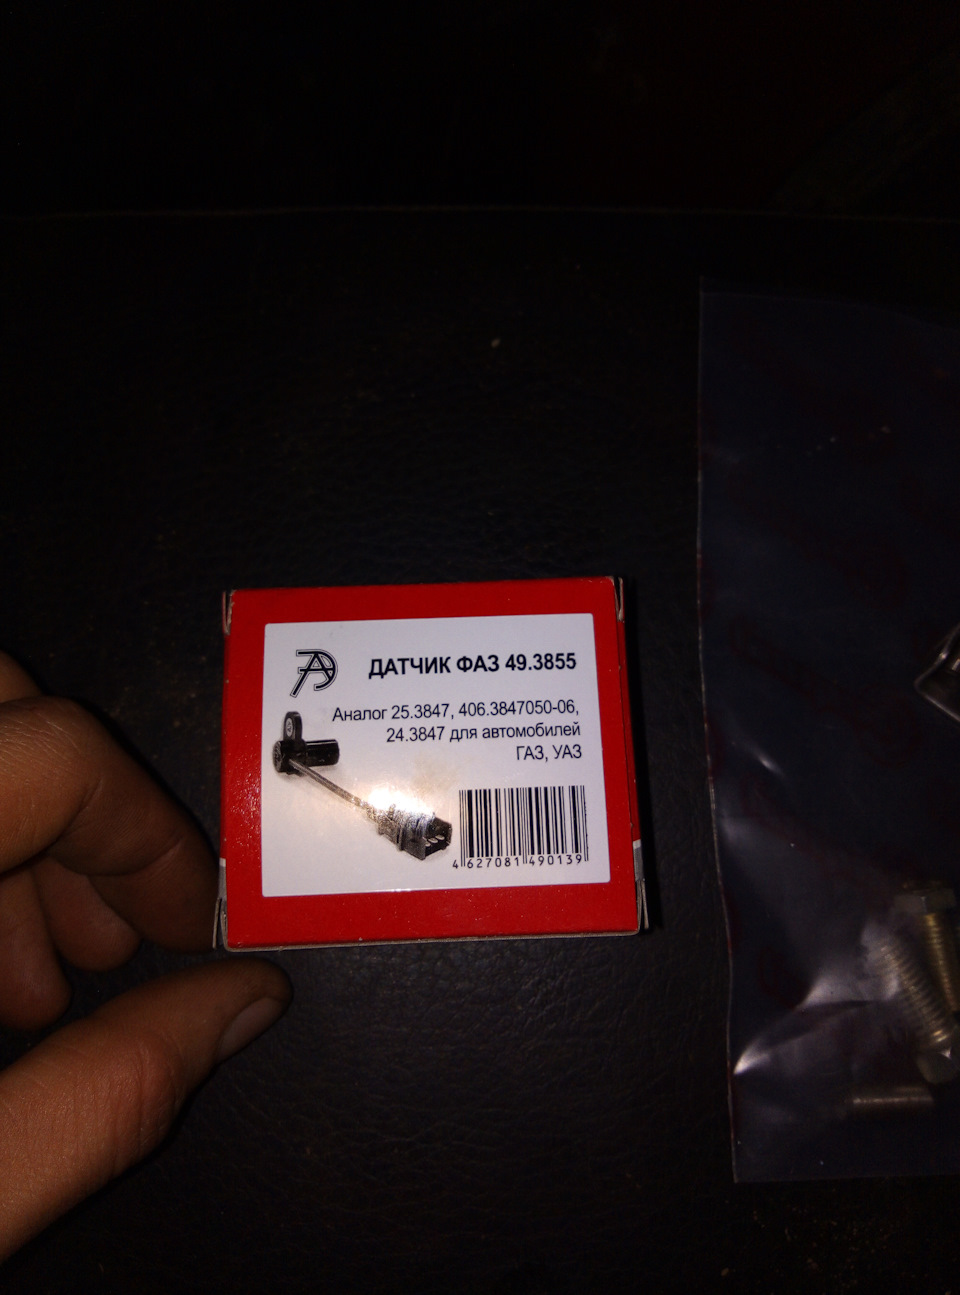 ДАТЧИК ФАЗ 49.3855
Аналог 25.3847, 406.3847050-06,
24.3847 для автомобилей
ГАЗ, УАЗ
4 627081 490139